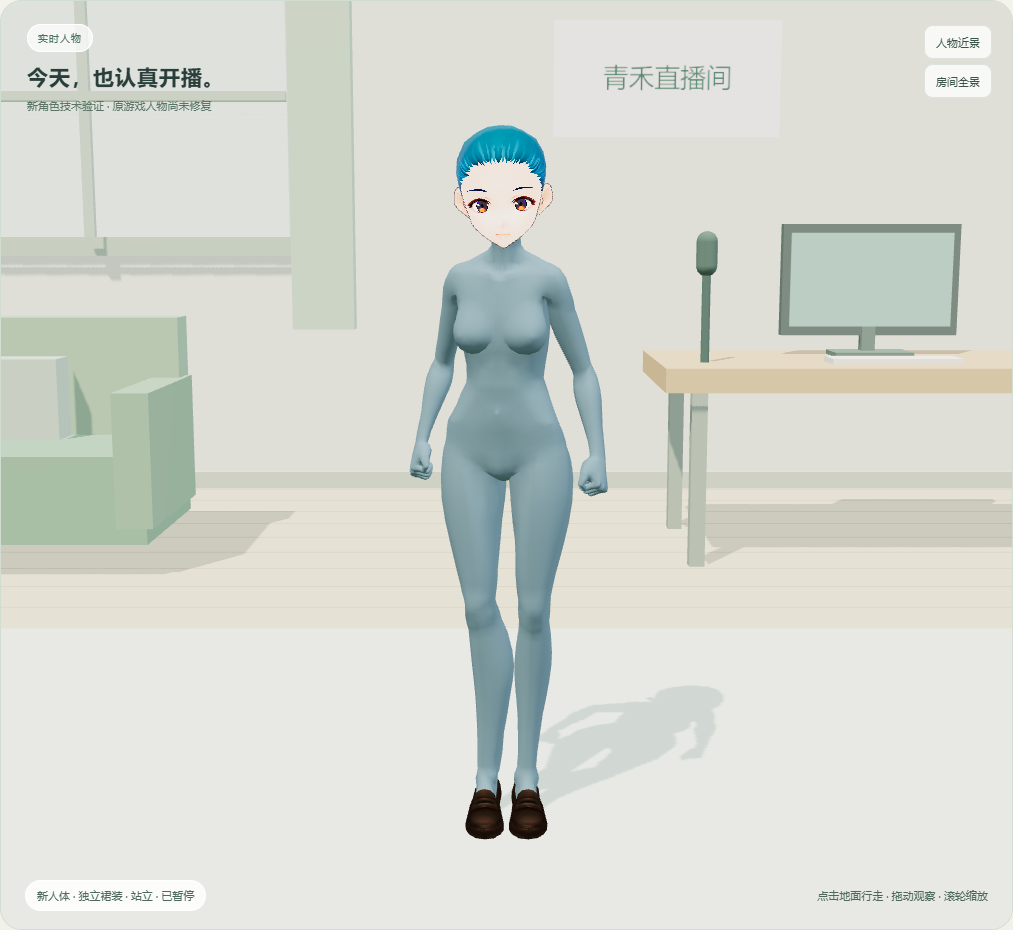 实时人物
今天，也认真开播。
新角色技术验证 · 原游戏人物尚未修复
青禾直播间
人物近景
房间全景
新人体 · 独立裙装 · 站立 · 已暂停
点击地面行走 · 拖动观察 · 滚轮缩放